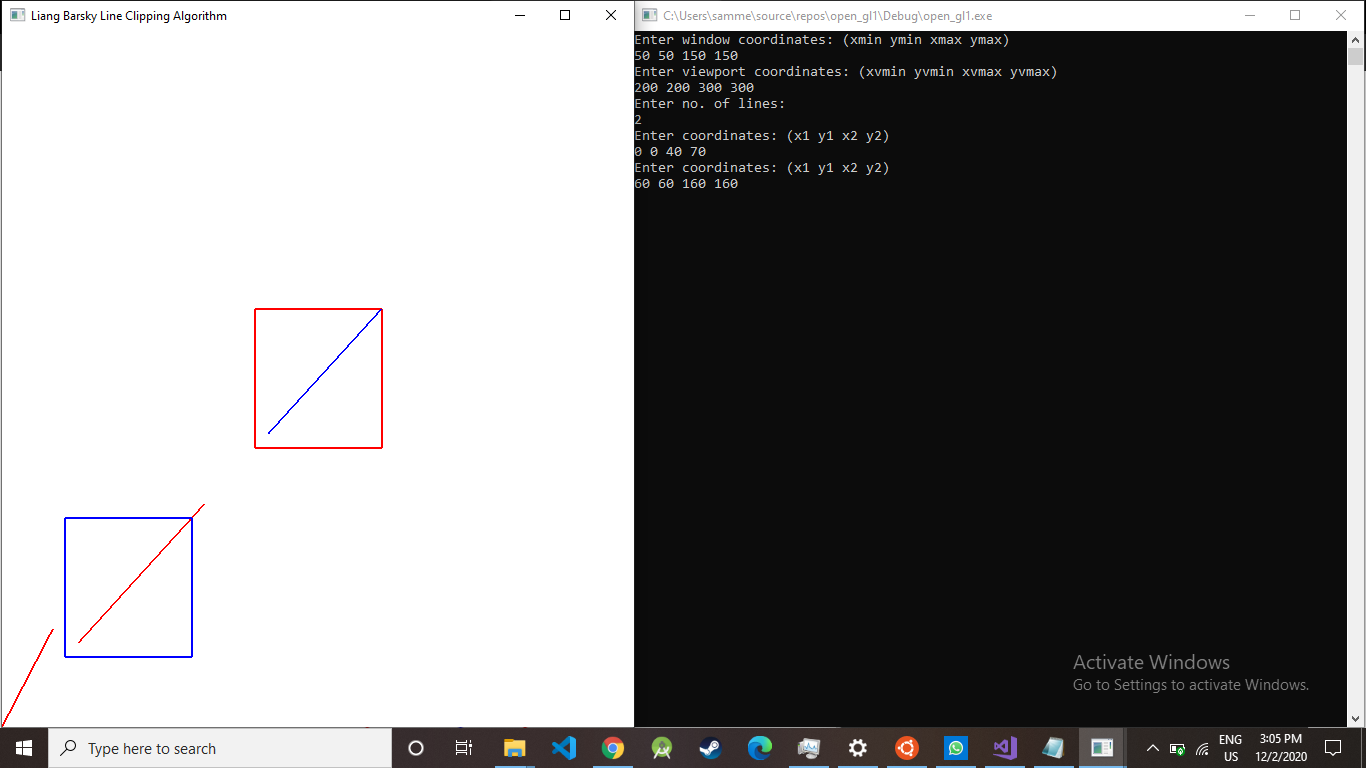 Liang Barsky Line Clipping Algorithm
C:\Users\samme\source\repos\open_gl1\Debug\open_gl1.exe
Enter window coordinates: (xmin ymin xmax ymax)
50 50 150 150
Enter viewport coordinates: (xvmin yvmin xvmax yvmax)
200 200 300 300
Enter no. of lines:
2
Enter coordinates: (x1 y1 x2 y2)
0 0 40 70
Enter coordinates: (x1 y1 x2 y2)
60 60 160 160
Activate Windows
Go to Settings to activate Windows.
Type here to search
ENG
US
3:05 PM
12/2/2020